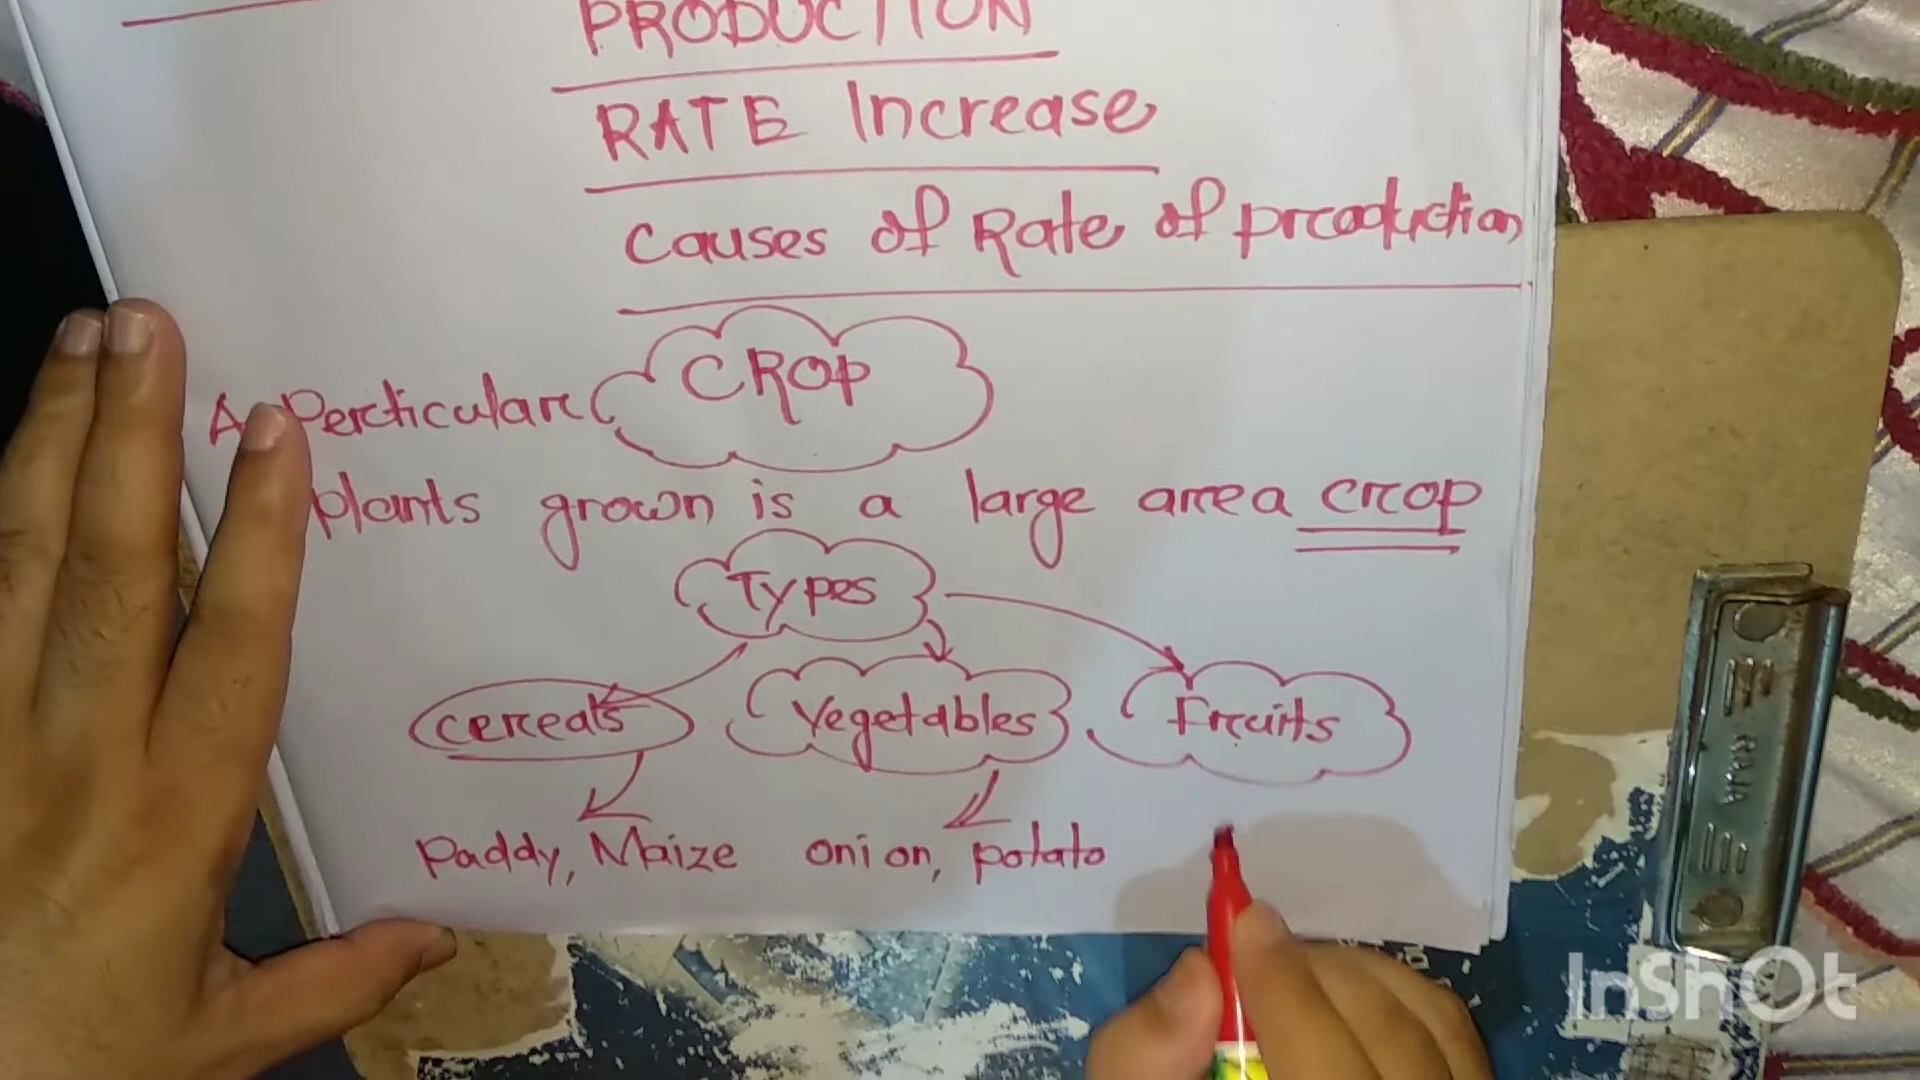 PRODUCTION
RATE Increase
causes of Rate of production
CROP
A Perticular
plants grown is a large area crop
Types
cereals Vegetables Fruits
Paddy, Maize onion, potato
InShOt